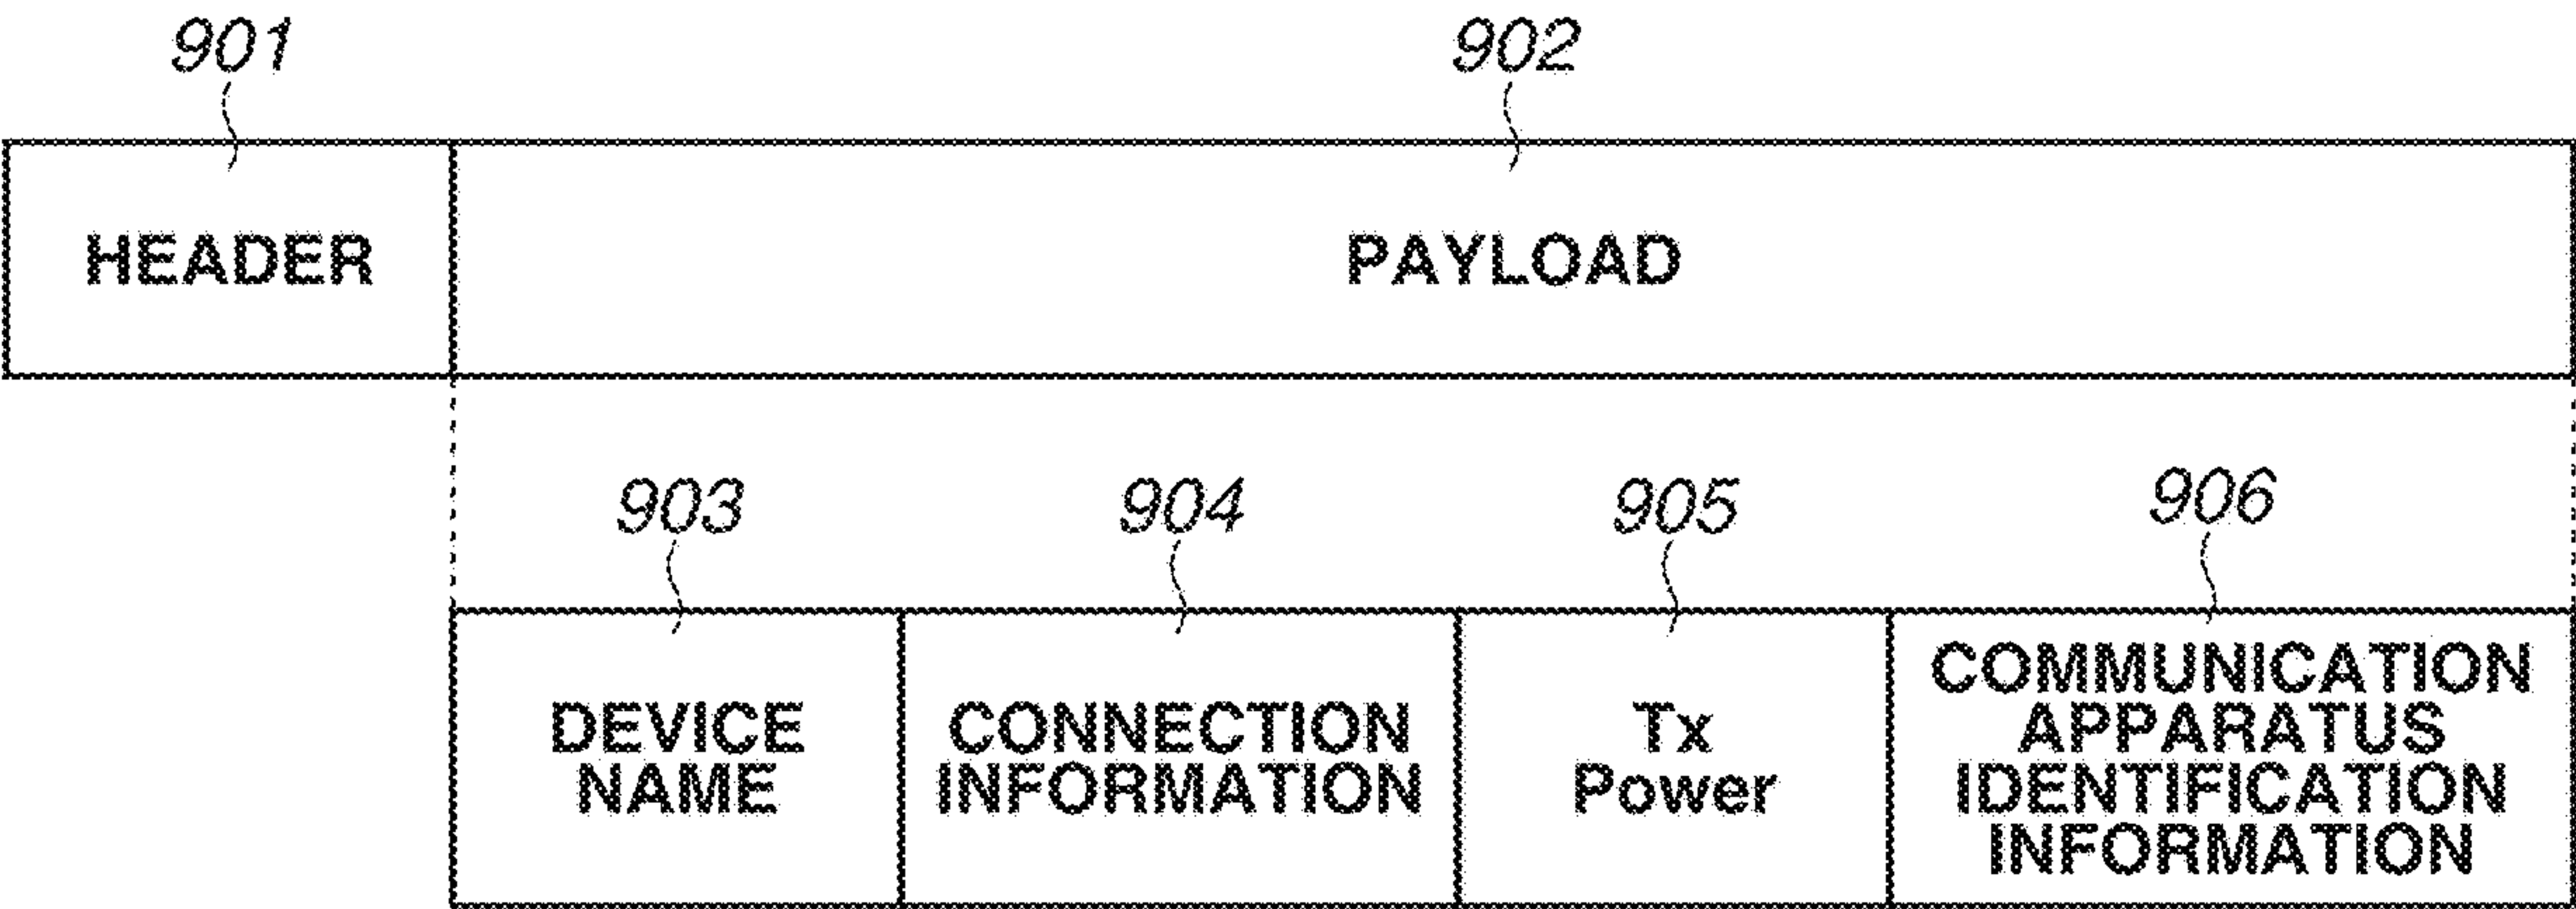 901 902
HEADER PAYLOAD
903 904 905 906
DEVICE
NAME
CONNECTION
INFORMATION
Tx
Power
COMMUNICATION
APPARATUS
IDENTIFICATION
INFORMATION